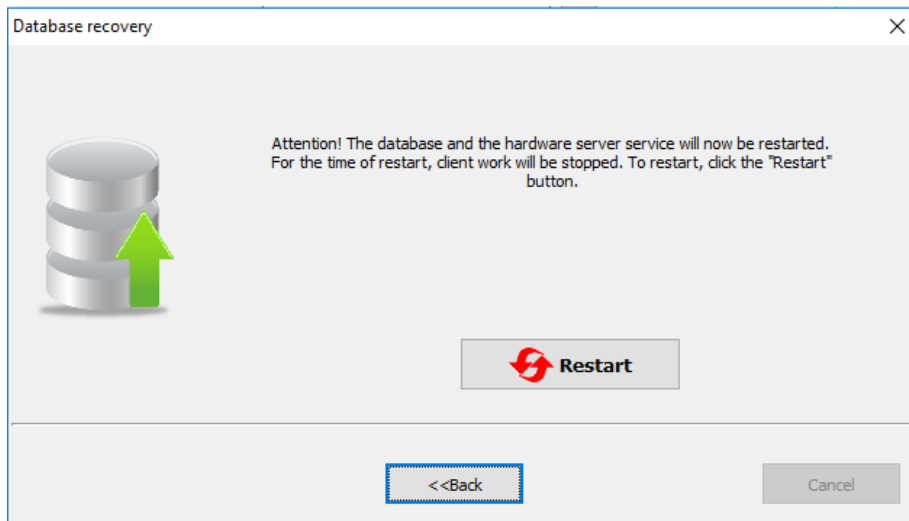 Database recovery
Attention! The database and the hardware server service will now be restarted.
For the time of restart, client work will be stopped. To restart, click the "Restart"
button.
Restart
<<Back
Cancel